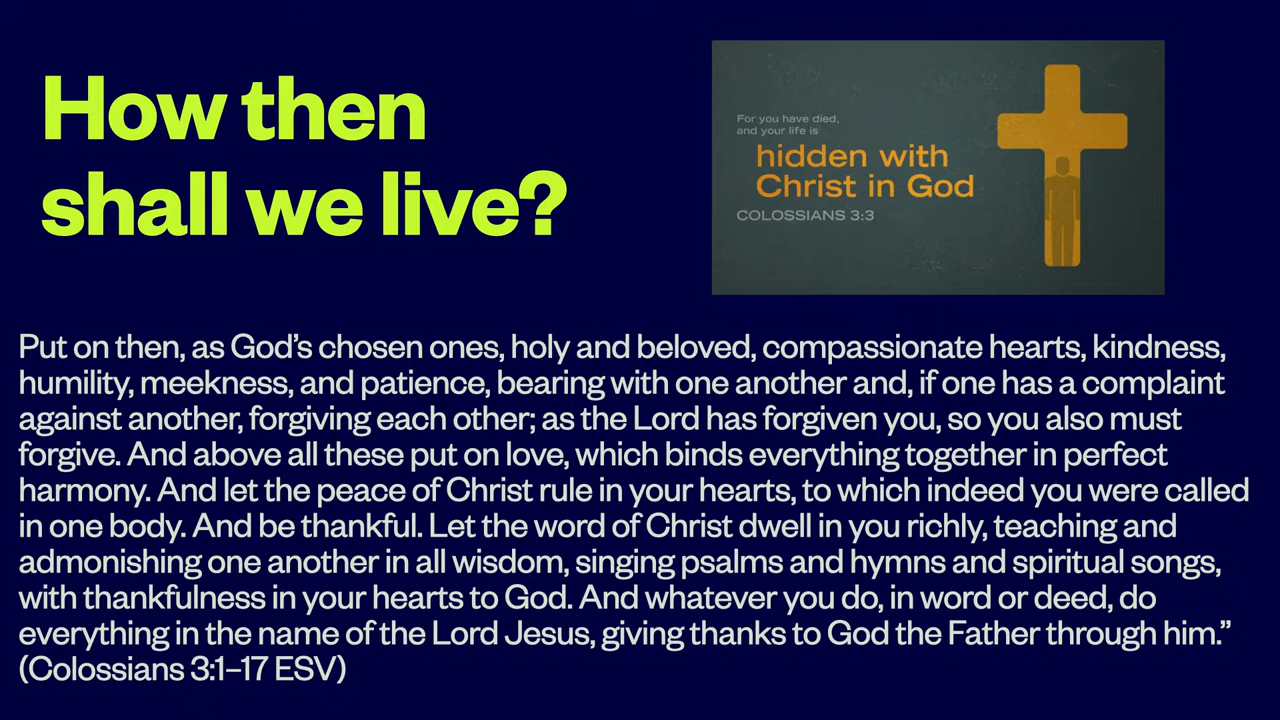 How then
shall we live?
For you have died,
and your life is
hidden with
Christ in God
COLOSSIANS 3:3
Put on then, as God’s chosen ones, holy and beloved, compassionate hearts, kindness,
humility, meekness, and patience, bearing with one another and, if one has a complaint
against another, forgiving each other; as the Lord has forgiven you, so you also must
forgive. And above all these put on love, which binds everything together in perfect
harmony. And let the peace of Christ rule in your hearts, to which indeed you were called
in one body. And be thankful. Let the word of Christ dwell in you richly, teaching and
admonishing one another in all wisdom, singing psalms and hymns and spiritual songs,
with thankfulness in your hearts to God. And whatever you do, in word or deed, do
everything in the name of the Lord Jesus, giving thanks to God the Father through him.”
(Colossians 3:1–17 ESV)